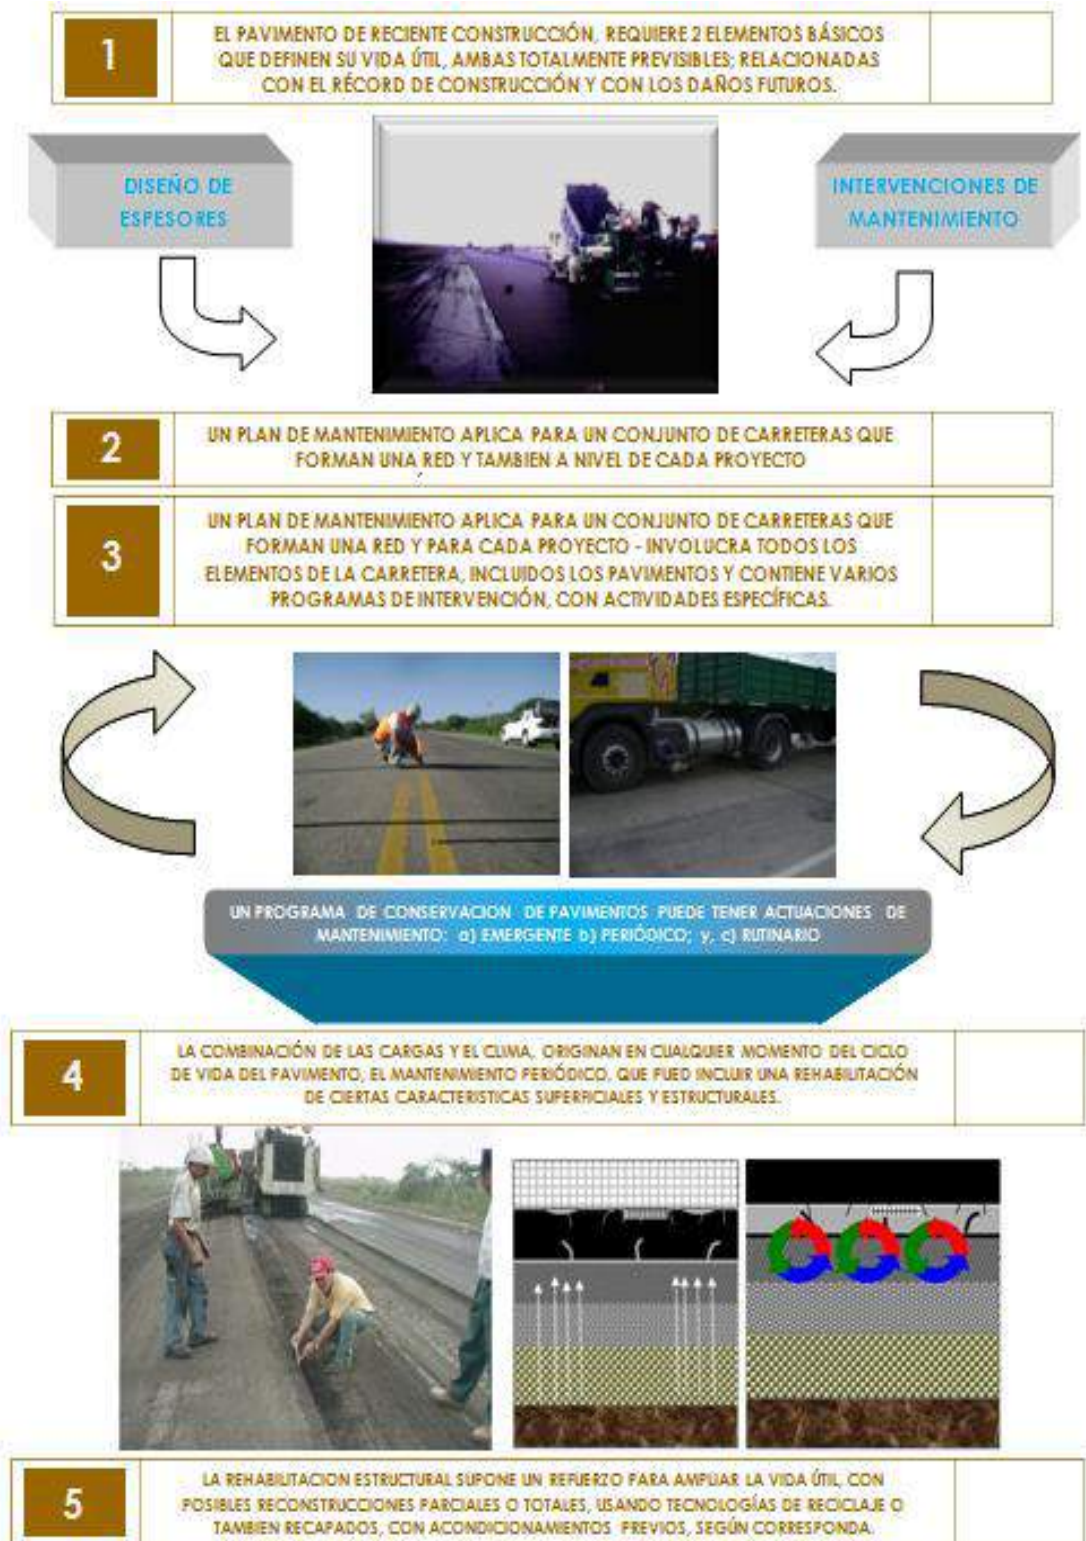 1
EL PAVIMENTO DE RECIENTE CONSTRUCCIÓN, REQUIERE 2 ELEMENTOS BÁSICOS
QUE DEFINEN SU VIDA ÚTIL, AMBAS TOTALMENTE PREVISIBLES; RELACIONADAS
CON EL RÉCORD DE CONSTRUCCIÓN Y CON LOS DAÑOS FUTUROS.
DISEÑO DE
ESPESORES
INTERVENCIONES DE
MANTENIMIENTO
2
UN PLAN DE MANTENIMIENTO APLICA PARA UN CONJUNTO DE CARRETERAS QUE
FORMAN UNA RED Y TAMBIEN A NIVEL DE CADA PROYECTO
3
UN PLAN DE MANTENIMIENTO APLICA PARA UN CONJUNTO DE CARRETERAS QUE
FORMAN UNA RED Y PARA CADA PROYECTO - INVOLUCRA TODOS LOS
ELEMENTOS DE LA CARRETERA, INCLUIDOS LOS PAVIMENTOS Y CONTIENE VARIOS
PROGRAMAS DE INTERVENCIÓN, CON ACTIVIDADES ESPECÍFICAS.
UN PROGRAMA DE CONSERVACION DE PAVIMENTOS PUEDE TENER ACTUACIONES DE
MANTENIMIENTO: a) EMERGENTE b) PERIÓDICO; y, c) RUTINARIO
4
LA COMBINACIÓN DE LAS CARGAS Y EL CLIMA, ORIGINAN EN CUALQUIER MOMENTO DEL CICLO
DE VIDA DEL PAVIMENTO, EL MANTENIMIENTO PERIÓDICO, QUE PUED INCLUIR UNA REHABILITACIÓN
DE CIERTAS CARACTERISTICAS SUPERFICIALES Y ESTRUCTURALES.
5
LA REHABILITACION ESTRUCTURAL SUPONE UN REFUERZO PARA AMPLIAR LA VIDA ÚTIL, CON
POSIBLES RECONSTRUCCIONES PARCIALES O TOTALES, USANDO TECNOLOGÍAS DE RECICLAJE O
TAMBIEN RECAPADOS, CON ACONDICIONAMIENTOS PREVIOS, SEGÚN CORRESPONDA.